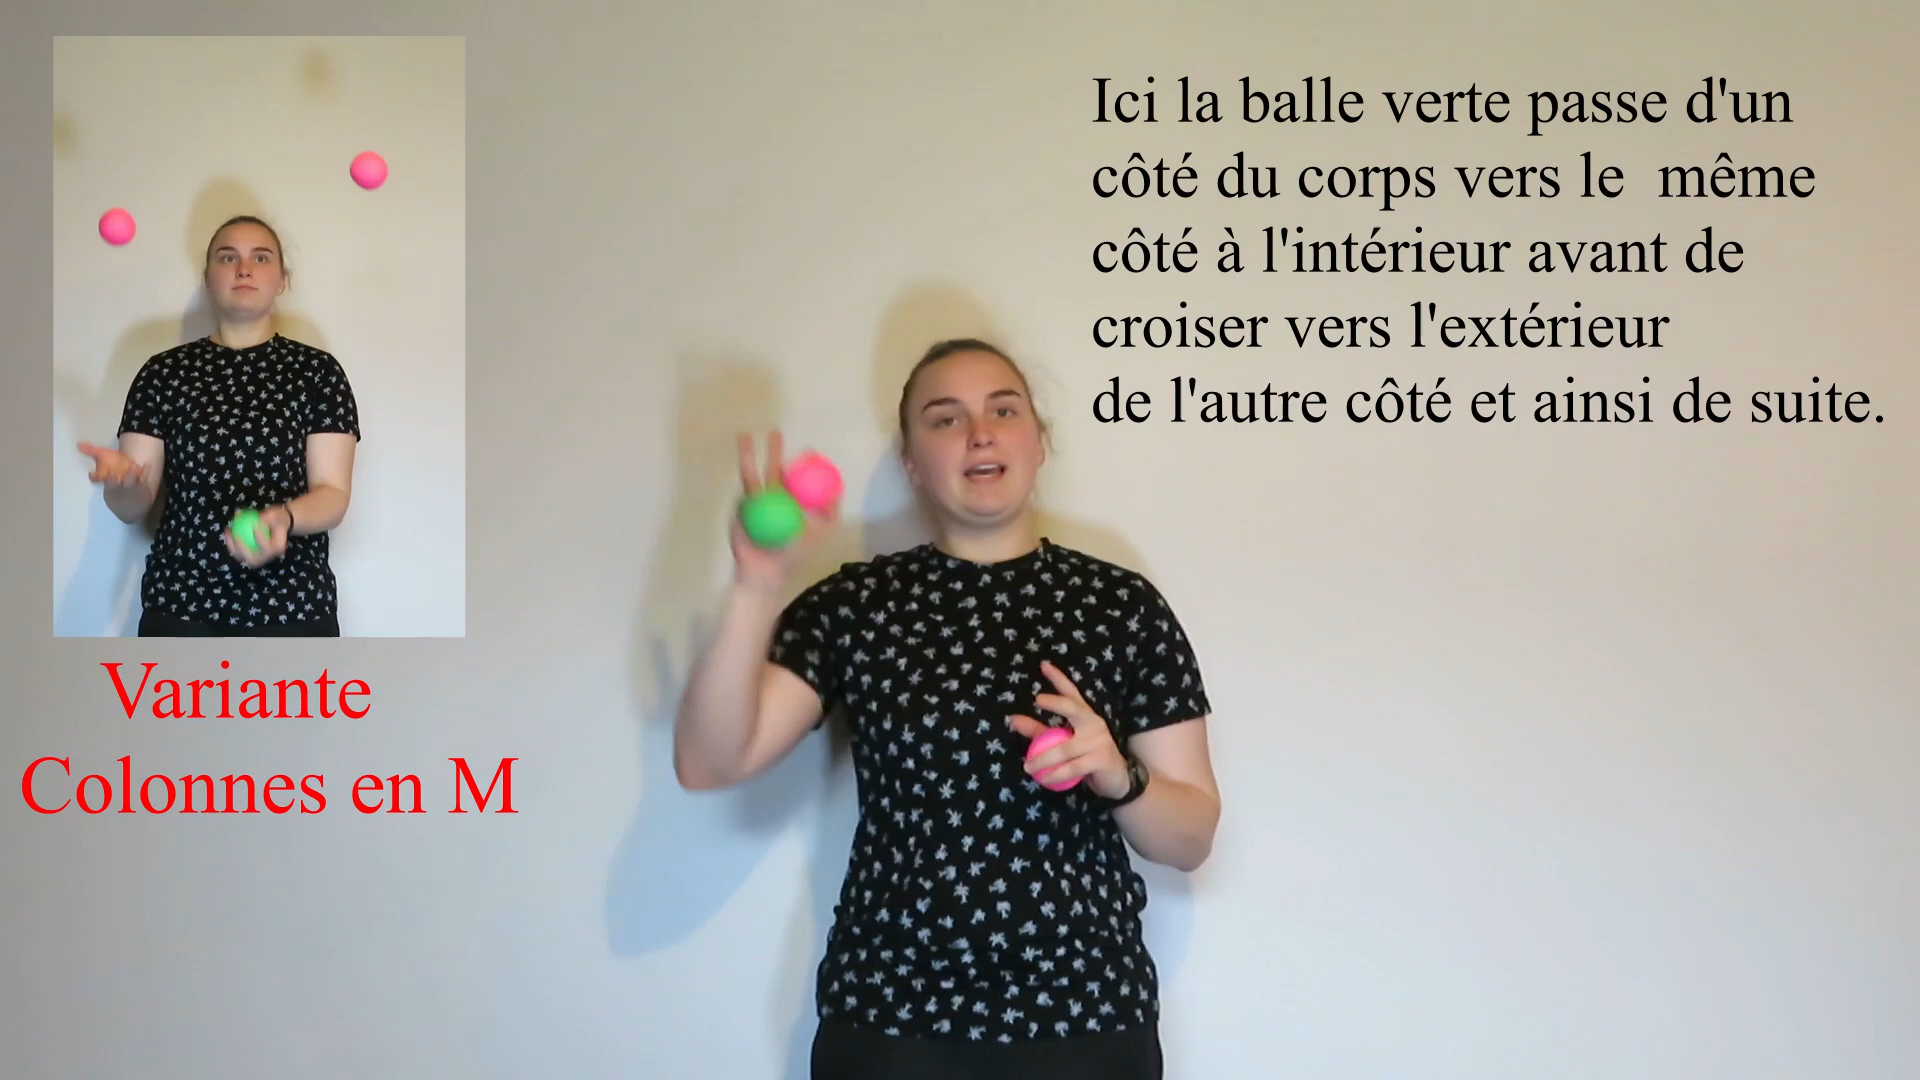 Ici la balle verte passe d'un
côté du corps vers le  même
côté à l'intérieur avant de
croiser vers l'extérieur
de l'autre côté et ainsi de suite.
Variante
Colonnes en M